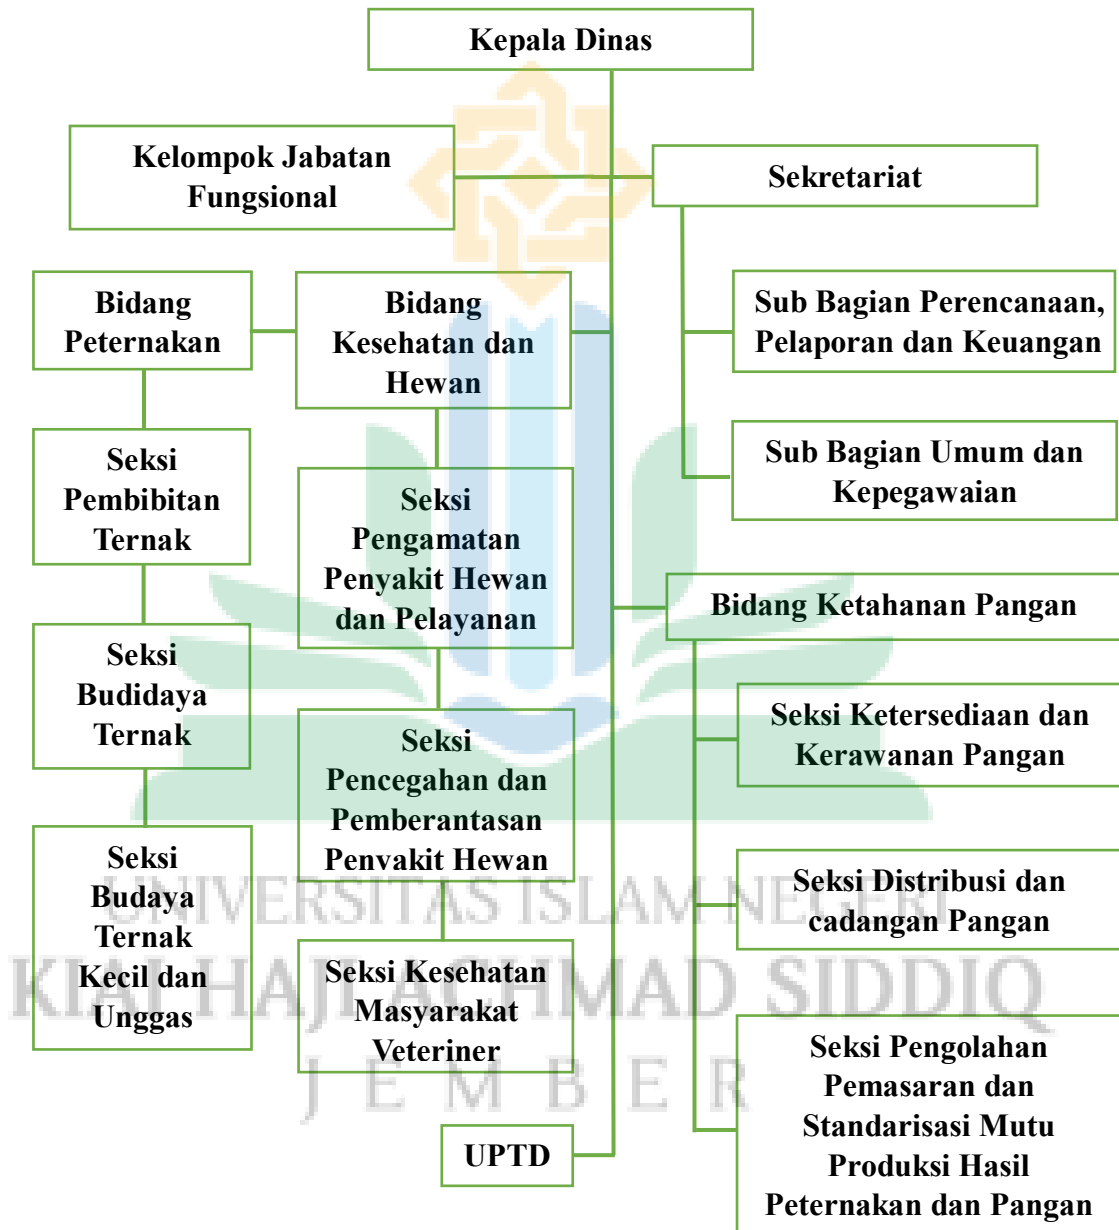 Kepala Dinas
Kelompok Jabatan
Fungsional
Sekretariat
Bidang
Peternakan
Bidang
Kesehatan dan
Hewan
Sub Bagian Perencanaan,
Pelaporan dan Keuangan
Sub Bagian Umum dan
Kepegawaian
Seksi
Pembibitan
Ternak
Seksi
Pengamatan
Penyakit Hewan
dan Pelayanan
Bidang Ketahanan Pangan
Seksi
Budidaya
Ternak
Seksi
Pencegahan dan
Pemberantasan
Penyakit Hewan
Seksi Ketersediaan dan
Kerawanan Pangan
Seksi
Budaya
Ternak
Kecil dan
Unggas
Seksi Distribusi dan
cadangan Pangan
Seksi Kesehatan
Masyarakat
Veteriner
Seksi Pengolahan
Pemasaran dan
Standarisasi Mutu
Produksi Hasil
Peternakan dan Pangan
UPTD
UNIVERSITAS ISLAM NEGERI
KIAI HAJI ACHMAD SIDDIQ
JEMBER